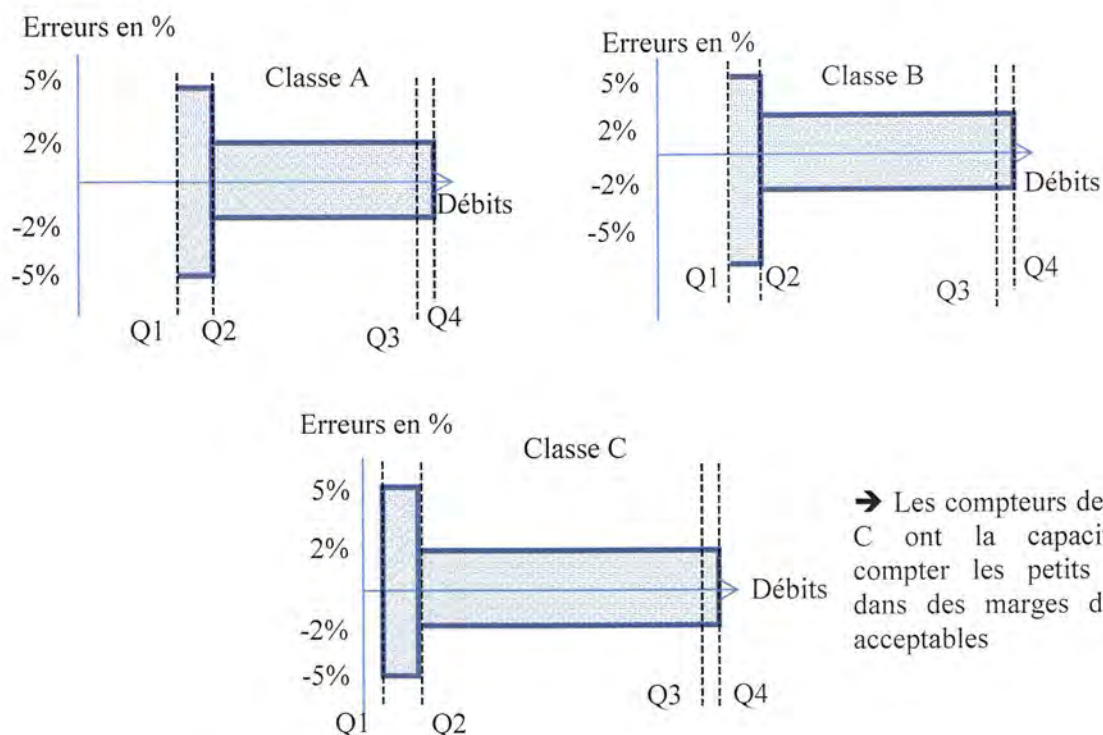 Erreurs en %
5%
Classe A
2%
Débits
-2%
-5%
Q1
Q2
Q3
Q4
Erreurs en %
5%
Classe B
2%
-2%
Débits
-5%
Q1
Q2
Q3
Q4
Erreurs en %
Classe C
5%
2%
Débits
-2%
-5%
Q1
Q2
Q3
Q4
➔ Les compteurs de
C ont la
compter les petits
dans des marges
acceptables